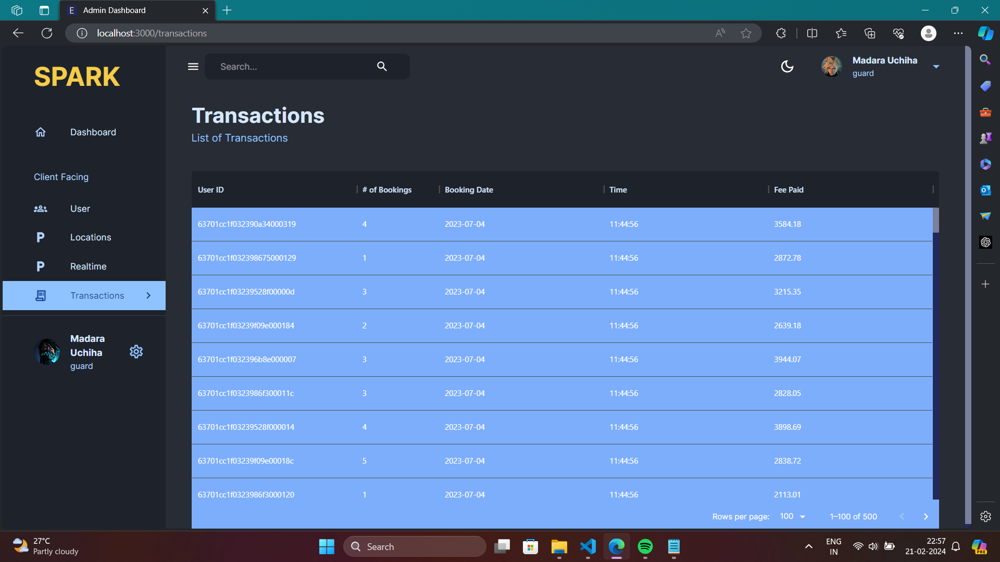 E Admin Dashboard
localhost:3000/transactions
SPARK
Dashboard
Client Facing
User
P Locations
P Realtime
Transactions
Madara
Uchiha
guard
Search...
Madara Uchiha
guard
Transactions
List of Transactions
User ID # of Bookings Booking Date Time Fee Paid
63701cc1f032390a34000319 4 2023-07-04 11:44:56 3584.18
63701cc1f032398675000129 1 2023-07-04 11:44:56 2872.78
63701cc1f03239528f00000d 3 2023-07-04 11:44:56 3215.35
63701cc1f03239f09e000184 2 2023-07-04 11:44:56 2639.18
63701cc1f032396b8e000007 3 2023-07-04 11:44:56 3944.07
63701cc1f0323986f300011c 3 2023-07-04 11:44:56 2828.05
63701cc1f03239528f000014 4 2023-07-04 11:44:56 3898.69
63701cc1f03239f09e00018c 5 2023-07-04 11:44:56 2838.72
63701cc1f0323986f3000120 1 2023-07-04 11:44:56 2113.01
Rows per page: 100 1–100 of 500
27°C
Partly cloudy
Search
ENG
IN
22:57
21-02-2024
PRE